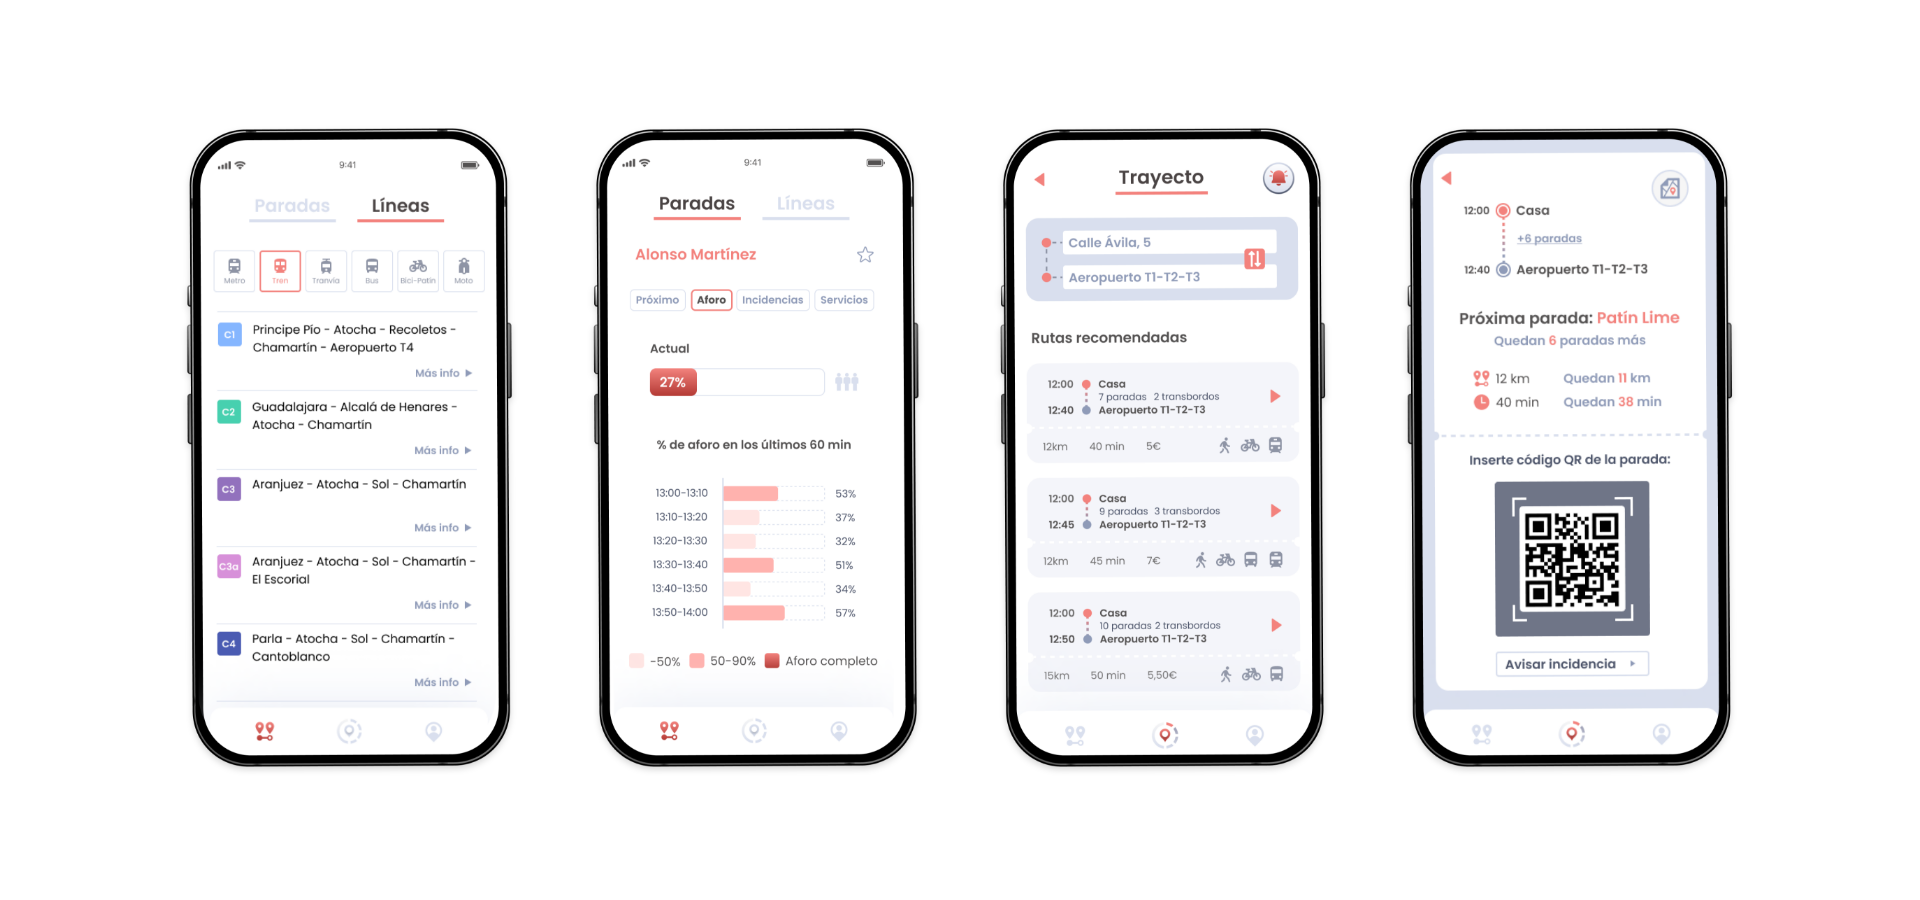 9:41
Paradas Líneas
Metro Tren Tranvía Bus Bici-Patín Moto
C1 Principe Pío - Atocha - Recoletos -
Chamartín - Aeropuerto T4
Más info
C2 Guadalajara - Alcalá de Henares -
Atocha - Chamartín
Más info
C3 Aranjuez - Atocha - Sol - Chamartín
Más info
C3a Aranjuez - Atocha - Sol - Chamartín -
El Escorial
Más info
C4 Parla - Atocha - Sol - Chamartín -
Cantoblanco
Más info
9:41
Paradas Líneas
Alonso Martínez
Próximo Aforo Incidencias Servicios
Actual
27%
% de aforo en los últimos 60 min
13:00-13:10 53%
13:10-13:20 37%
13:20-13:30 32%
13:30-13:40 51%
13:40-13:50 34%
13:50-14:00 57%
-50% 50-90% Aforo completo
Trayecto
Calle Ávila, 5
Aeropuerto T1-T2-T3
Rutas recomendadas
12:00 Casa
7 paradas 2 transbordos
12:40 Aeropuerto T1-T2-T3
12km 40 min 5€
12:00 Casa
9 paradas 3 transbordos
12:45 Aeropuerto T1-T2-T3
12km 45 min 7€
12:00 Casa
10 paradas 2 transbordos
12:50 Aeropuerto T1-T2-T3
15km 50 min 5,50€
12:00 Casa
+6 paradas
12:40 Aeropuerto T1-T2-T3
Próxima parada: Patín Lime
Quedan 6 paradas más
12 km Quedan 11 km
40 min Quedan 38 min
Inserte código QR de la parada:
Avisar incidencia